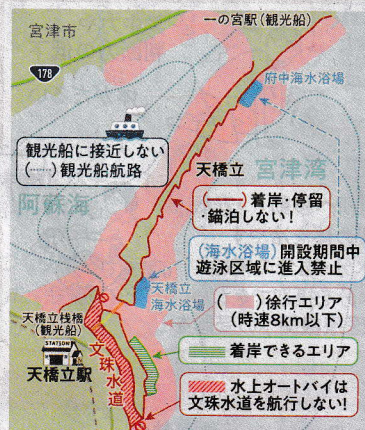 宮津市
一の宮駅(観光船)
178
府中海水浴場
観光船に接近しない
(……)観光船航路
天橋立
宮津湾
阿蘇海
(━━)着岸・停留
・錨泊しない!
(海水浴場)開設期間中
遊泳区域に進入禁止
天橋立
海水浴場
( )徐行エリア
(時速8km以下)
天橋立桟橋
(観光船)
STATION
天橋立駅
文珠水道
着岸できるエリア
水上オートバイは
文珠水道を航行しない!